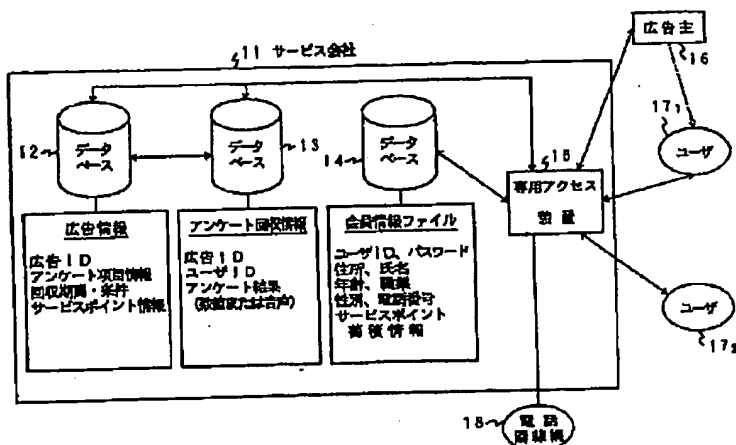 11 サービス会社
広告主
16
12
データ
ベース
データ
ベース
13
14
データ
ベース
15
専用アクセス
装置
17₁
ユーザ
広告情報
広告ID
アンケート項目情報
回収期間・条件
サービスポイント情報
アンケート回収情報
広告ID
ユーザID
アンケート結果
(数値または音声)
会員情報ファイル
ユーザID、パスワード
住所、氏名
年齢、職業
性別、電話番号
サービスポイント
蓄積情報
ユーザ
17₂
18
電話
回線網